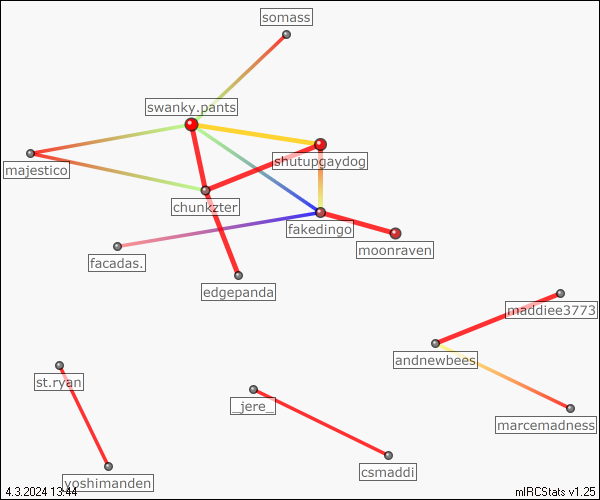 somass
swanky.pants
shutupgaydog
majestico
chunkzter
fakedingo
moonraven
facadas.
edgepanda
maddiee3773
andnewbees
st.ryan
_jere_
marcemadness
csmaddi
yoshimanden
4.3.2024 13:44
mIRCStats v1.25